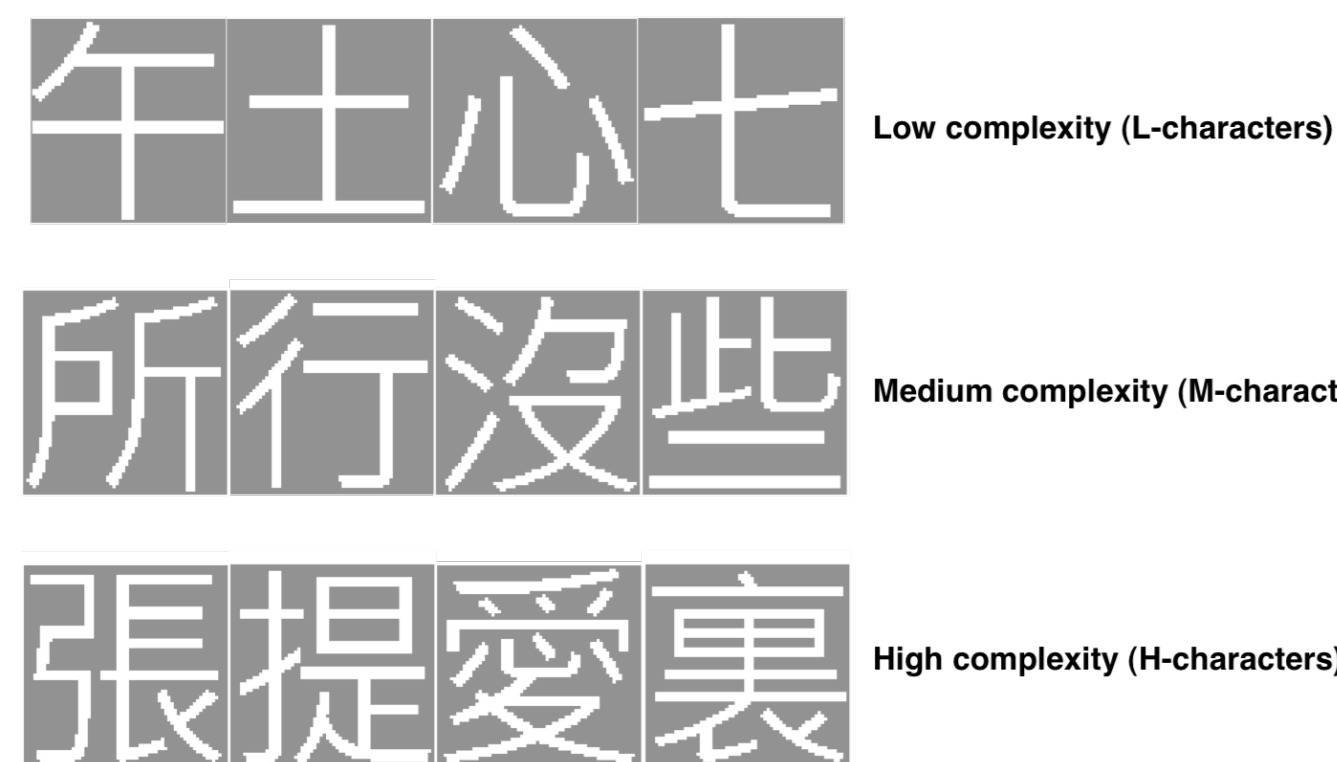 午土心七 Low complexity (L-characters)
所行沒些 Medium complexity (M-charact
張提愛裏 High complexity (H-characters)